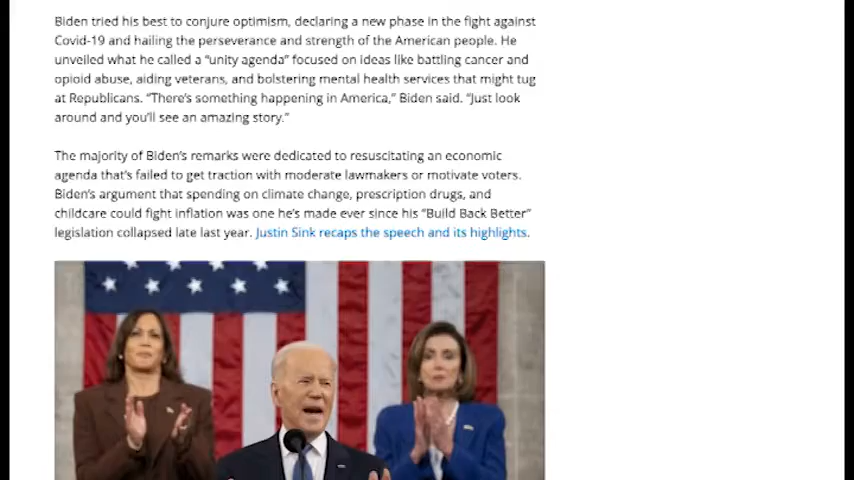 Biden tried his best to conjure optimism, declaring a new phase in the fight against
Covid-19 and hailing the perseverance and strength of the American people. He
unveiled what he called a “unity agenda” focused on ideas like battling cancer and
opioid abuse, aiding veterans, and bolstering mental health services that might tug
at Republicans. “There’s something happening in America,” Biden said. “Just look
around and you’ll see an amazing story.”
The majority of Biden’s remarks were dedicated to resuscitating an economic
agenda that’s failed to get traction with moderate lawmakers or motivate voters.
Biden’s argument that spending on climate change, prescription drugs, and
childcare could fight inflation was one he’s made ever since his “Build Back Better”
legislation collapsed late last year. Justin Sink recaps the speech and its highlights.